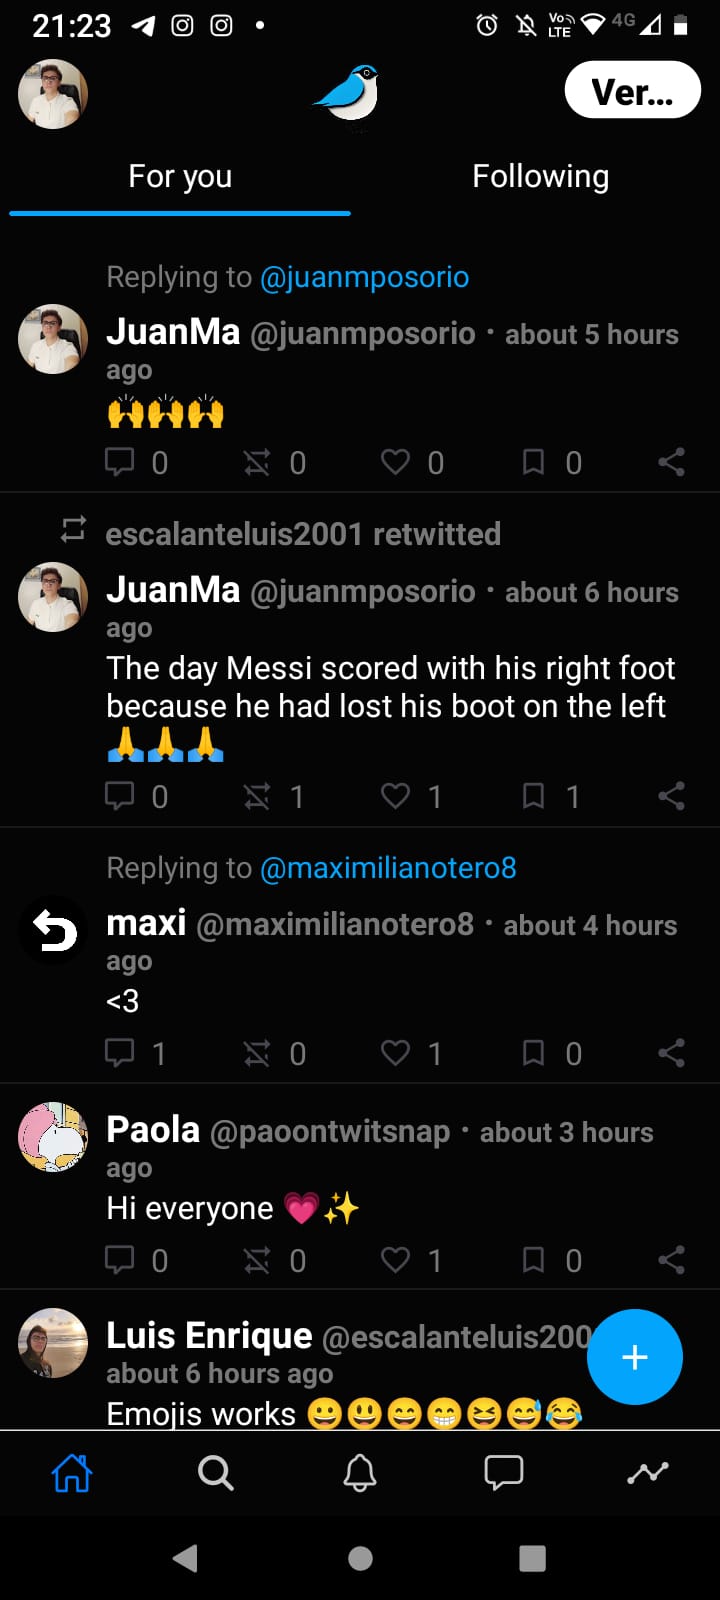 21:23
Vo
LTE
4G
Ver...
For you
Following
Replying to @juanmposorio
JuanMa @juanmposorio · about 5 hours
ago
🙌🙌🙌
0 0 0 0
escalanteluis2001 retwitted
JuanMa @juanmposorio · about 6 hours
ago
The day Messi scored with his right foot
because he had lost his boot on the left
🙏🙏🙏
0 1 1 1
Replying to @maximilianotero8
maxi @maximilianotero8 · about 4 hours
ago
<3
1 0 1 0
Paola @paoontwitsnap · about 3 hours
ago
Hi everyone 💗✨
0 0 1 0
Luis Enrique @escalanteluis200
about 6 hours ago
Emojis works 😀😃😄😁😆😅😂